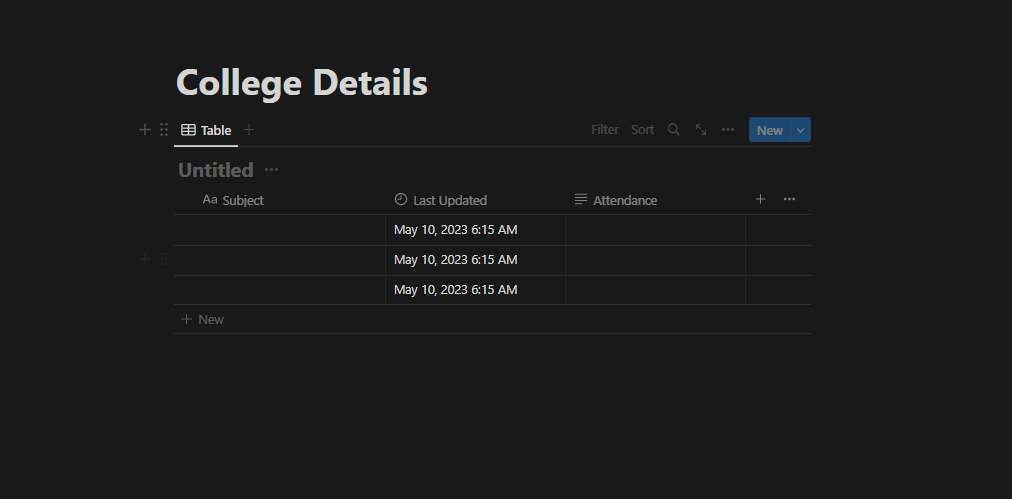 College Details
Table
Filter Sort New
Untitled
Aa Subject Last Updated Attendance
May 10, 2023 6:15 AM
May 10, 2023 6:15 AM
May 10, 2023 6:15 AM
New